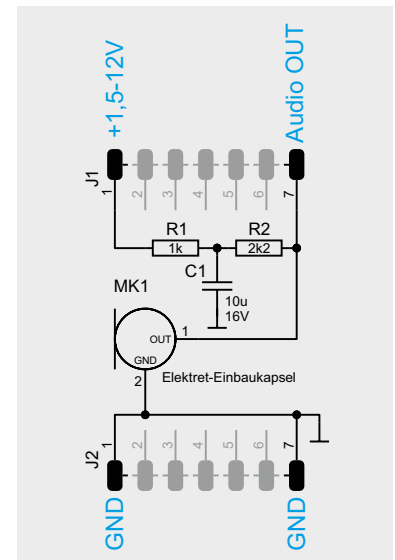 +1,5-12V
Audio OUT
J1
1
2
3
4
5
6
7
R1
R2
1k
2k2
C1
10u
16V
MK1
OUT
1
GND
2
Elektret-Einbaukapsel
J2
1
2
3
4
5
6
7
GND
GND